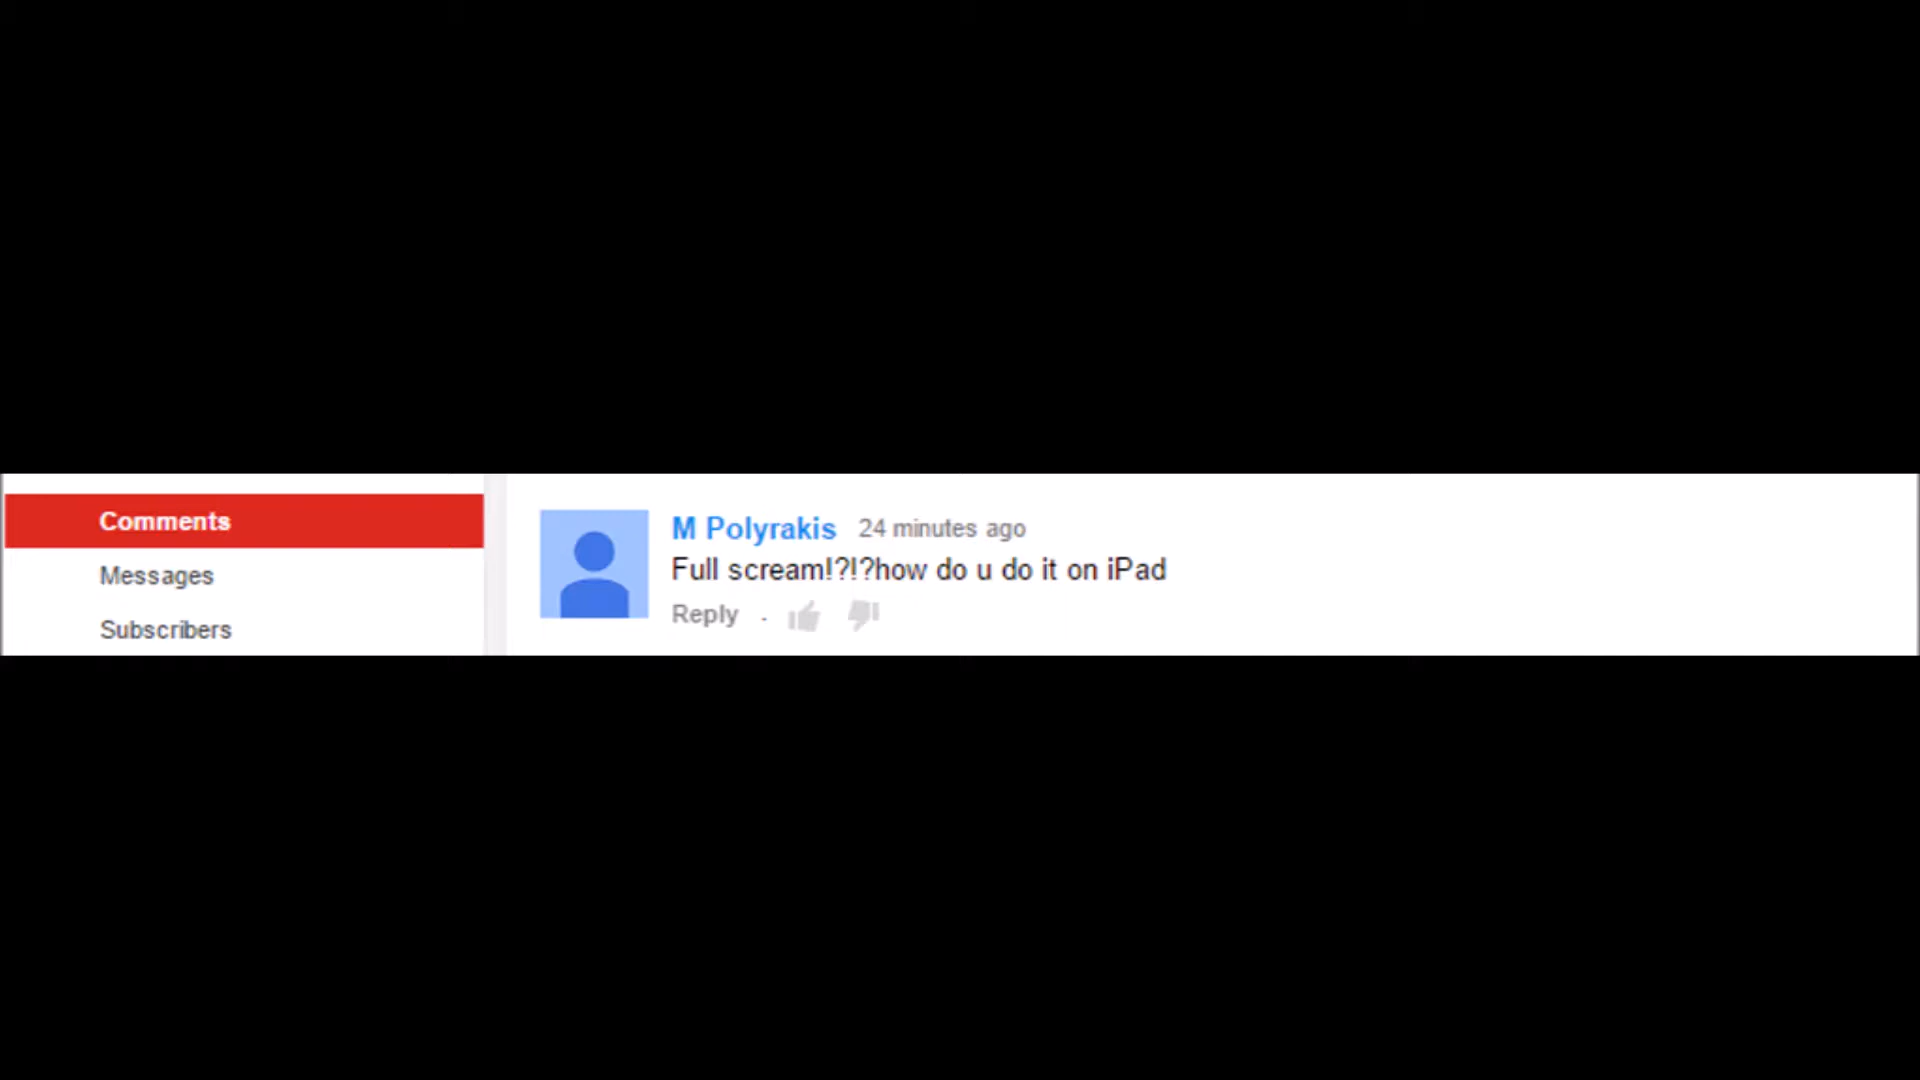 Comments
Messages
Subscribers
M Polyrakis 24 minutes ago
Full scream!?!?how do u do it on iPad
Reply .